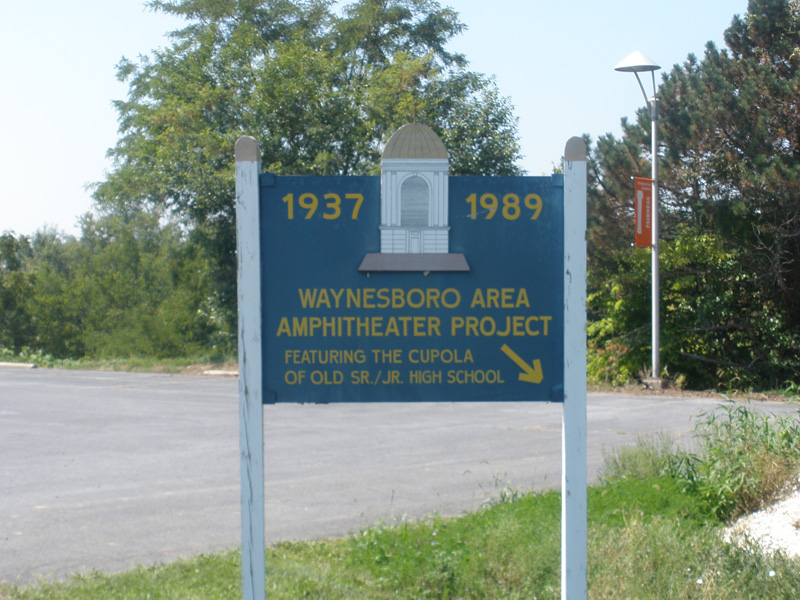 1937 1989
WAYNESBORO AREA
AMPHITHEATER PROJECT
FEATURING THE CUPOLA
OF OLD SR./JR. HIGH SCHOOL